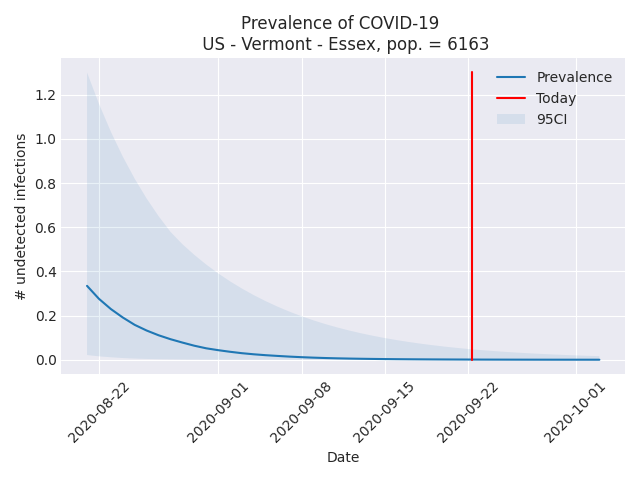 Prevalence of COVID-19
US - Vermont - Essex, pop. = 6163
Prevalence
Today
95CI
# undetected infections
1.2
1.0
0.8
0.6
0.4
0.2
0.0
2020-08-22
2020-09-01
2020-09-08
2020-09-15
2020-09-22
2020-10-01
Date